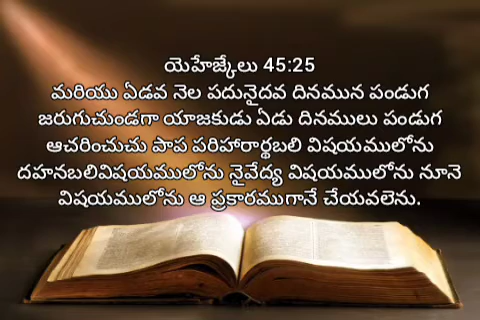 యెహేజ్కేలు 45:25
మరియు ఏడవ నెల పదునైదవ దినమున పండుగ
జరుగుచుండగా యాజకుడు ఏడు దినములు పండుగ
ఆచరించుచు పాప పరిహారార్థబలి విషయములోను
దహనబలివిషయములోను నైవేద్య విషయములోను నూనె
విషయములోను ఆ ప్రకారముగానే చేయవలెను.